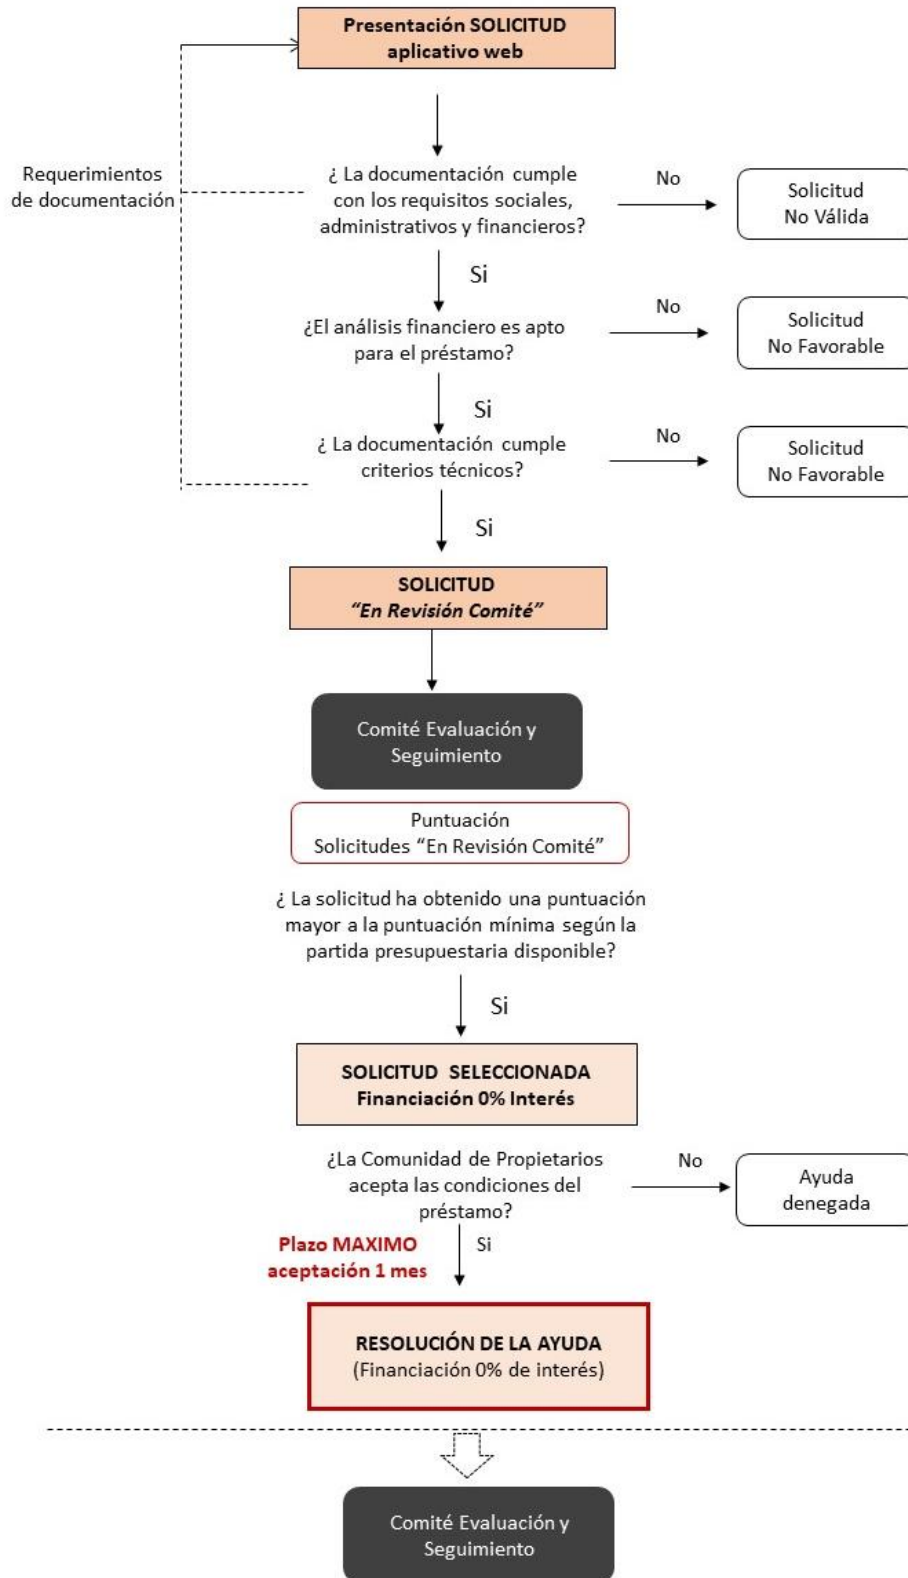 Presentación SOLICITUD
aplicativo web
Requerimientos
de documentación
¿ La documentación cumple
con los requisitos sociales,
administrativos y financieros?
No
Solicitud
No Válida
Si
¿El análisis financiero es apto
para el préstamo?
No
Solicitud
No Favorable
Si
¿ La documentación cumple
criterios técnicos?
No
Solicitud
No Favorable
Si
SOLICITUD
“En Revisión Comité”
Comité Evaluación y
Seguimiento
Puntuación
Solicitudes “En Revisión Comité”
¿ La solicitud ha obtenido una puntuación
mayor a la puntuación mínima según la
partida presupuestaria disponible?
Si
SOLICITUD SELECCIONADA
Financiación 0% Interés
¿La Comunidad de Propietarios
acepta las condiciones del
préstamo?
No
Ayuda
denegada
Plazo MAXIMO
aceptación 1 mes
Si
RESOLUCIÓN DE LA AYUDA
(Financiación 0% de interés)
Comité Evaluación y
Seguimiento